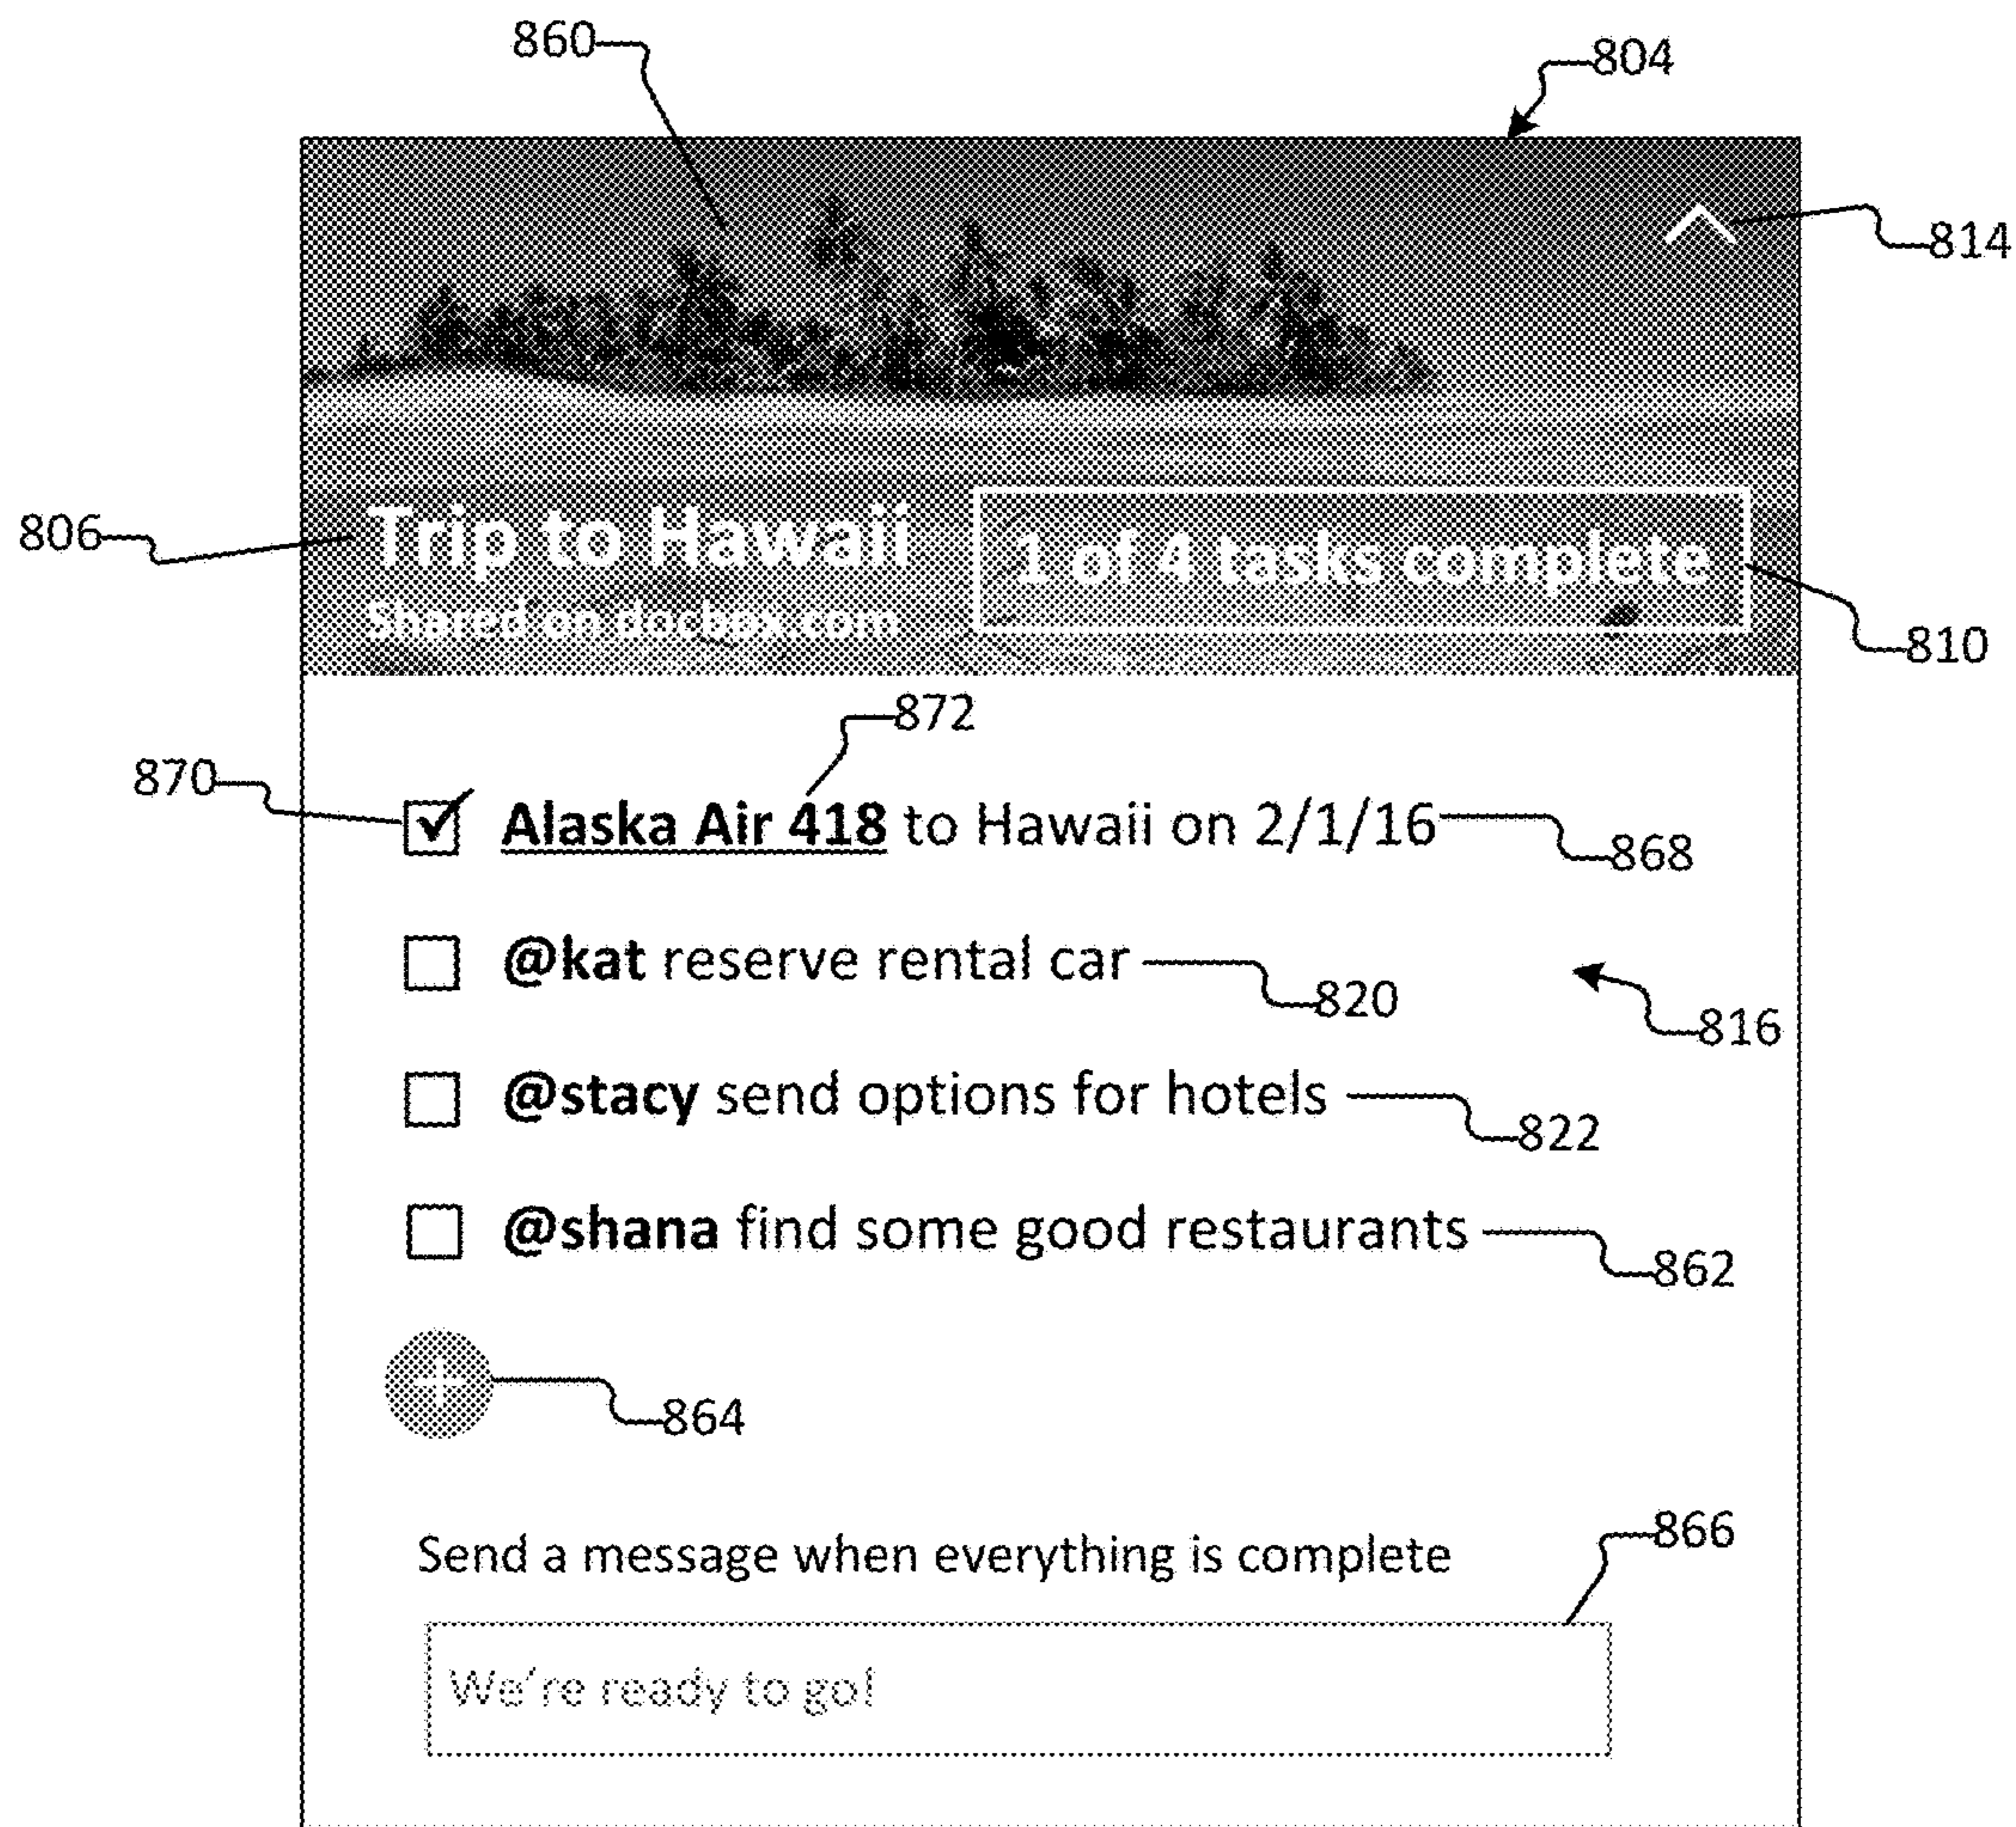 860
804
814
806
Trip to Hawaii
1 of 4 tasks complete
Shared on docbox.com
810
872
870
Alaska Air 418 to Hawaii on 2/1/16
868
@kat reserve rental car
820
816
@stacy send options for hotels
822
@shana find some good restaurants
862
+
864
Send a message when everything is complete
866
We're ready to go!